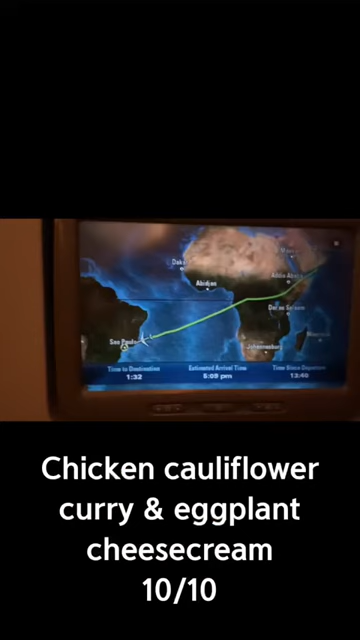 Dakar
Abidjan
Addis Ababa
Dar es Salaam
Sao Paulo
Johannesburg
Time to Destination
Estimated Arrival Time
Time Since Departure
1:32
5:09 pm
13:40
Chicken cauliflower
curry & eggplant
cheesecream
10/10